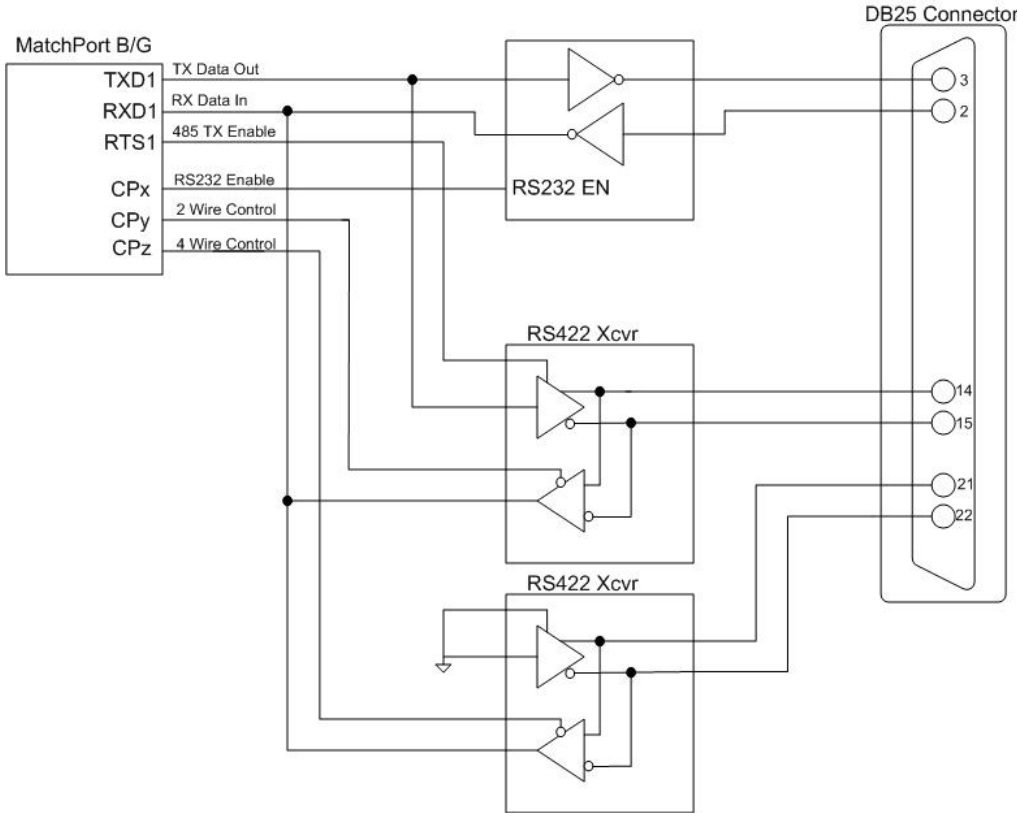 DB25 Connector
MatchPort B/G
TXD1
TX Data Out
3
RXD1
RX Data In
2
RTS1
485 TX Enable
CPx
RS232 Enable
RS232 EN
CPy
2 Wire Control
CPz
4 Wire Control
RS422 Xcvr
14
15
21
22
RS422 Xcvr